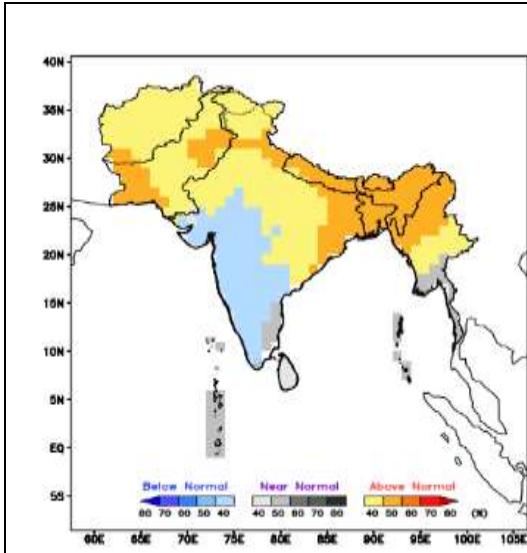 40N
35N
30N
25N
20N
15N
10N
5N
EQ
5S
Below Normal Near Normal Above Normal
80 70 60 50 40 40 50 60 70 80 40 50 60 70 80 (%)
60E 65E 70E 75E 80E 85E 90E 95E 100E 105E